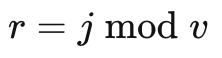 r = j mod v